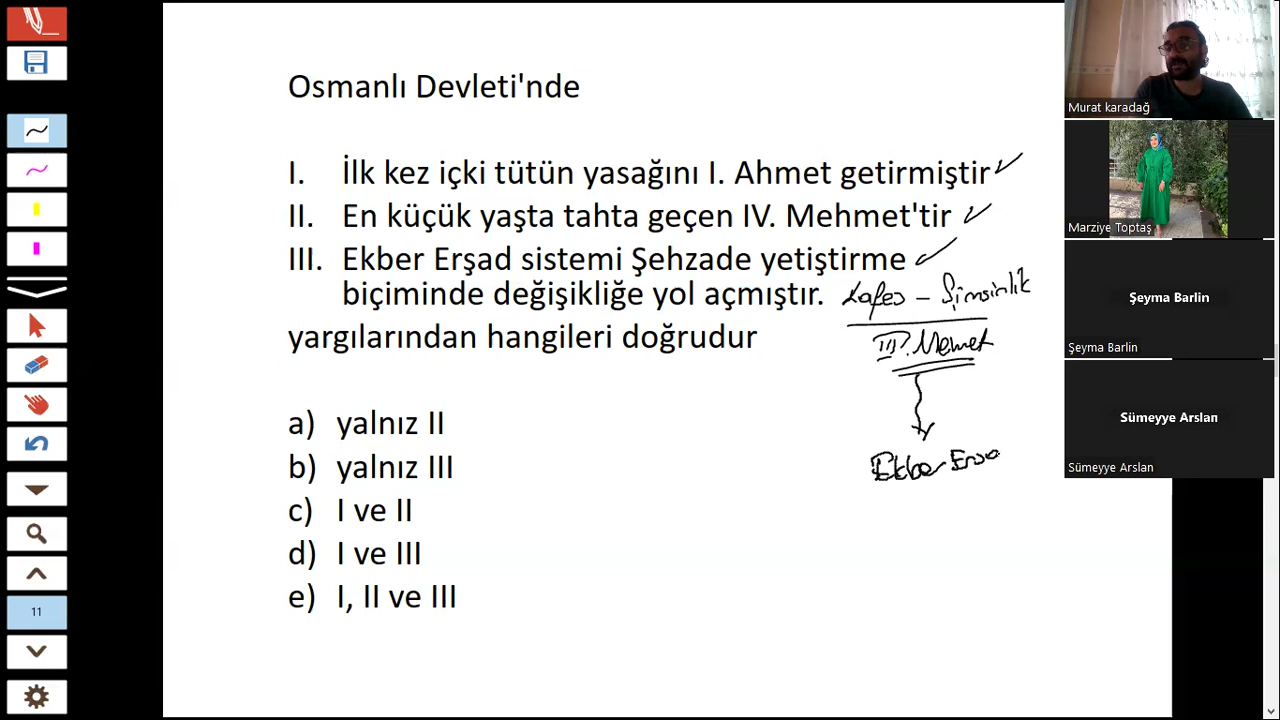 Osmanlı Devleti'nde
I. İlk kez içki tütün yasağını I. Ahmet getirmiştir
II. En küçük yaşta tahta geçen IV. Mehmet'tir
III. Ekber Erşad sistemi Şehzade yetiştirme
biçiminde değişikliğe yol açmıştır.
Kafes - Şimşirlik
yargılarından hangileri doğrudur
III. Memet
a) yalnız II
Ekber Erşa
b) yalnız III
c) I ve II
d) I ve III
e) I, II ve III
11
Murat karadağ
Marziye Toptaş
Şeyma Barlin
Şeyma Barlin
Sümeyye Arslan
Sümeyye Arslan